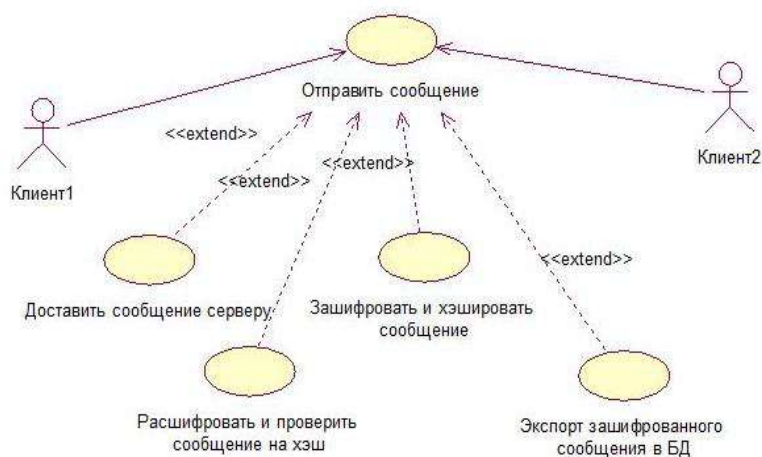 Отправить сообщение
<<extend>>
<<extend>>
Клиент2
<<extend>>
Клиент1
<<extend>>
Доставить сообщение серверу
Зашифровать и хэшировать
сообщение
Расшифровать и проверить
сообщение на хэш
Экспорт зашифрованного
сообщения в БД